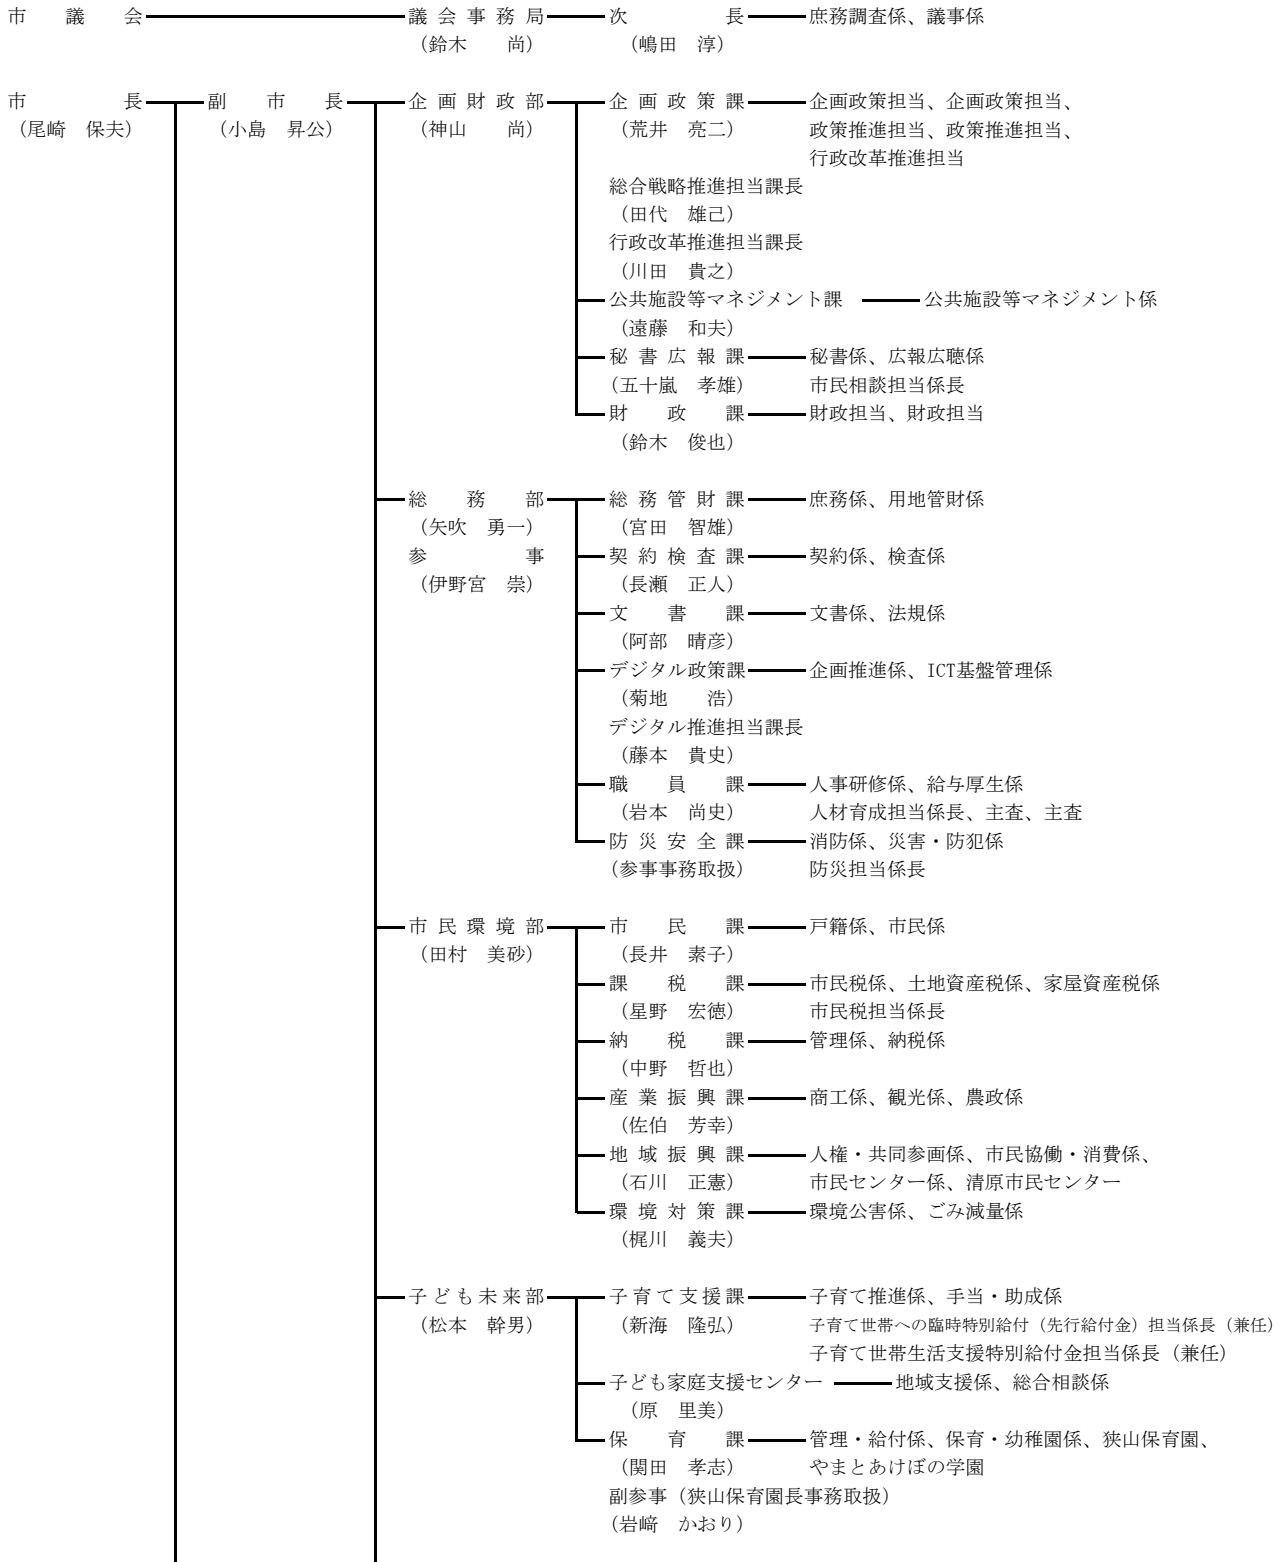 市議会 議会事務局 次長 庶務調査係、議事係
（鈴木　尚） （嶋田　淳）
市長 副市長 企画財政部 企画政策課 企画政策担当、企画政策担当、
（尾崎　保夫） （小島　昇公） （神山　尚） （荒井　亮二） 政策推進担当、政策推進担当、
行政改革推進担当
総合戦略推進担当課長
（田代　雄己）
行政改革推進担当課長
（川田　貴之）
公共施設等マネジメント課 公共施設等マネジメント係
（遠藤　和夫）
秘書広報課 秘書係、広報広聴係
（五十嵐　孝雄） 市民相談担当係長
財政課 財政担当、財政担当
（鈴木　俊也）
総務部 総務管財課 庶務係、用地管財係
（矢吹　勇一） （宮田　智雄）
参事 契約検査課 契約係、検査係
（伊野宮　崇） （長瀬　正人）
文書課 文書係、法規係
（阿部　晴彦）
デジタル政策課 企画推進係、ICT基盤管理係
（菊地　浩）
デジタル推進担当課長
（藤本　貴史）
職員課 人事研修係、給与厚生係
（岩本　尚史） 人材育成担当係長、主査、主査
防災安全課 消防係、災害・防犯係
（参事事務取扱） 防災担当係長
市民環境部 市民課 戸籍係、市民係
（田村　美砂） （長井　素子）
課税課 市民税係、土地資産税係、家屋資産税係
（星野　宏徳） 市民税担当係長
納税課 管理係、納税係
（中野　哲也）
産業振興課 商工係、観光係、農政係
（佐伯　芳幸）
地域振興課 人権・共同参画係、市民協働・消費係、
（石川　正憲） 市民センター係、清原市民センター
環境対策課 環境公害係、ごみ減量係
（梶川　義夫）
子ども未来部 子育て支援課 子育て推進係、手当・助成係
（松本　幹男） （新海　隆弘） 子育て世帯への臨時特別給付（先行給付金）担当係長（兼任）
子育て世帯生活支援特別給付金担当係長（兼任）
子ども家庭支援センター 地域支援係、総合相談係
（原　里美）
保育課 管理・給付係、保育・幼稚園係、狭山保育園、
（関田　孝志） やまとあけぼの学園
副参事（狭山保育園長事務取扱）
（岩﨑　かおり）